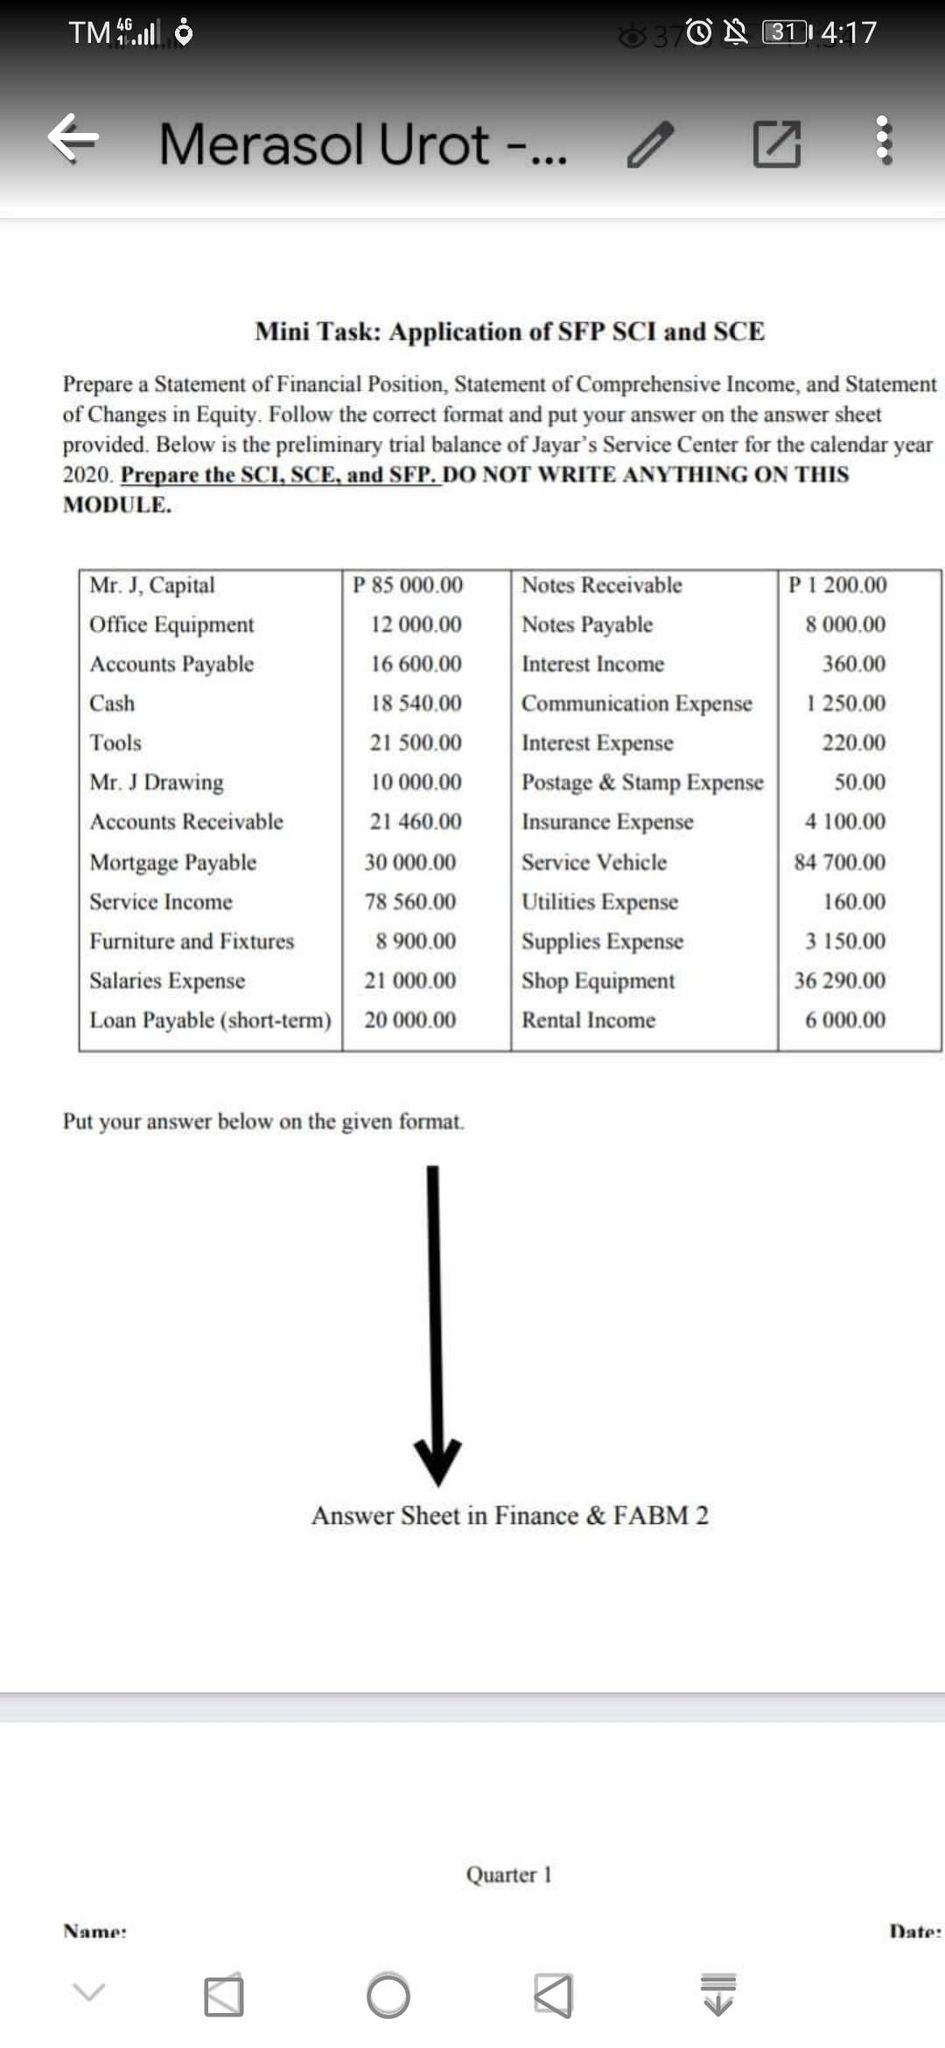 TM 4G 31 4:17
Merasol Urot -...
Mini Task: Application of SFP SCI and SCE
Prepare a Statement of Financial Position, Statement of Comprehensive Income, and Statement
of Changes in Equity. Follow the correct format and put your answer on the answer sheet
provided. Below is the preliminary trial balance of Jayar's Service Center for the calendar year
2020. Prepare the SCI, SCE, and SFP. DO NOT WRITE ANYTHING ON THIS
MODULE.
Mr. J, Capital P 85 000.00 Notes Receivable P 1 200.00
Office Equipment 12 000.00 Notes Payable 8 000.00
Accounts Payable 16 600.00 Interest Income 360.00
Cash 18 540.00 Communication Expense 1 250.00
Tools 21 500.00 Interest Expense 220.00
Mr. J Drawing 10 000.00 Postage & Stamp Expense 50.00
Accounts Receivable 21 460.00 Insurance Expense 4 100.00
Mortgage Payable 30 000.00 Service Vehicle 84 700.00
Service Income 78 560.00 Utilities Expense 160.00
Furniture and Fixtures 8 900.00 Supplies Expense 3 150.00
Salaries Expense 21 000.00 Shop Equipment 36 290.00
Loan Payable (short-term) 20 000.00 Rental Income 6 000.00
Put your answer below on the given format.
Answer Sheet in Finance & FABM 2
Quarter 1
Name: Date: